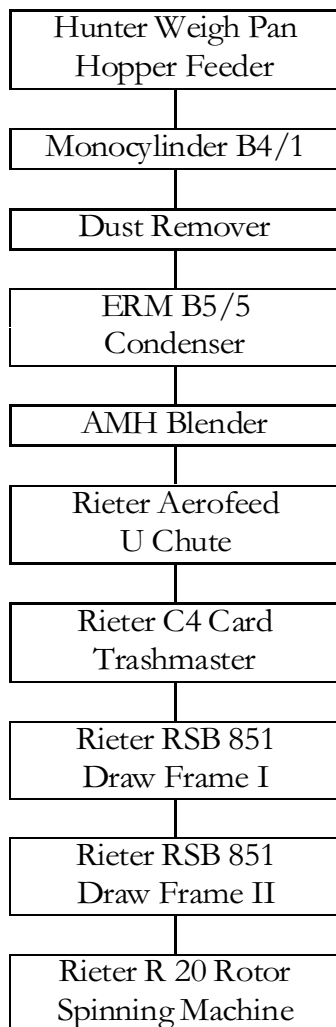 Hunter Weigh Pan
Hopper Feeder
Monocylinder B4/1
Dust Remover
ERM B5/5
Condenser
AMH Blender
Rieter Aerofeed
U Chute
Rieter C4 Card
Trashmaster
Rieter RSB 851
Draw Frame I
Rieter RSB 851
Draw Frame II
Rieter R 20 Rotor
Spinning Machine